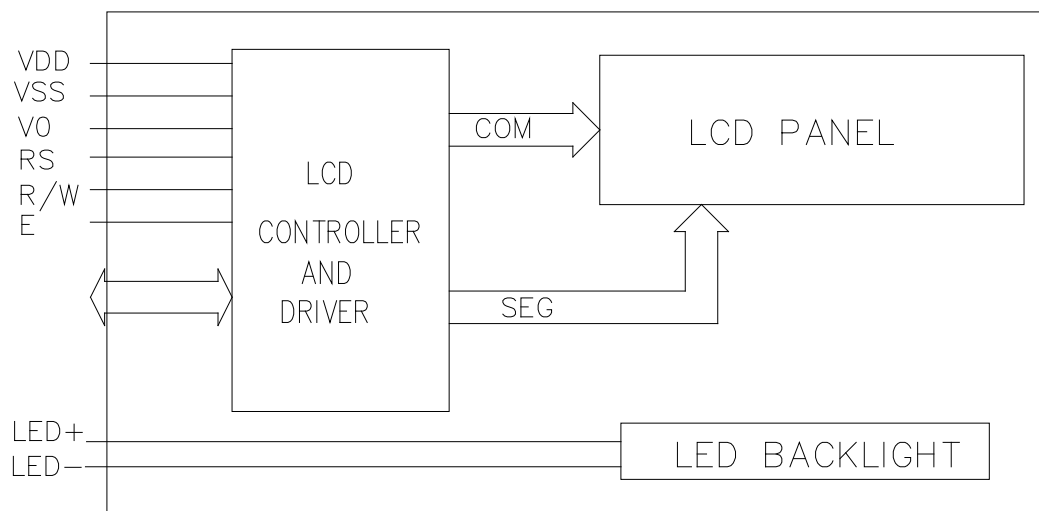 VDD
VSS
V0
RS
R/W
E
LCD
CONTROLLER
AND
DRIVER
COM
SEG
LCD PANEL
LED+
LED-
LED BACKLIGHT